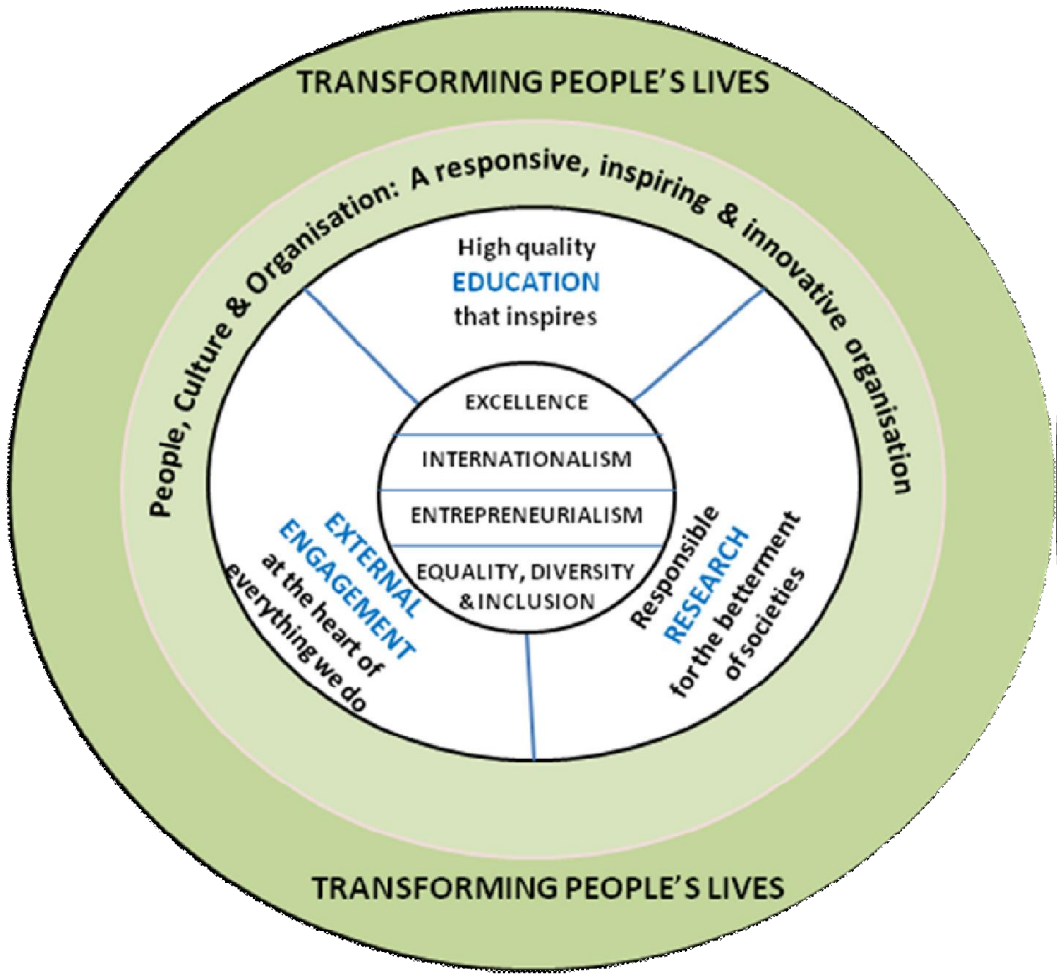 TRANSFORMING PEOPLE'S LIVES
People, Culture & Organisation: A responsive, inspiring & innovative organisation
High quality
EDUCATION
that inspires
EXCELLENCE
INTERNATIONALISM
ENTREPRENEURIALISM
EQUALITY, DIVERSITY
& INCLUSION
EXTERNAL
ENGAGEMENT
at the heart of
everything we do
Responsible
RESEARCH
for the betterment
of societies
TRANSFORMING PEOPLE'S LIVES